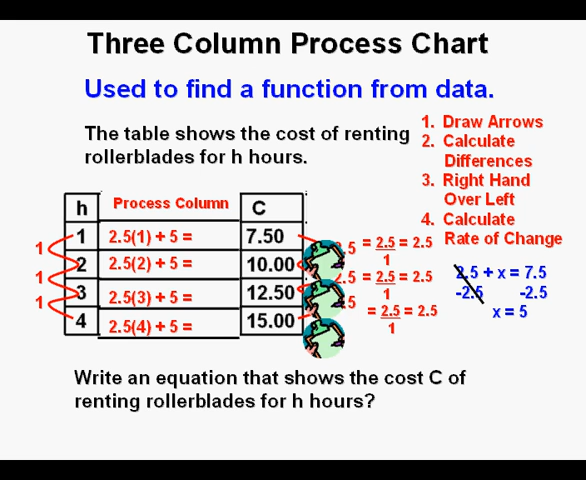 Three Column Process Chart
Used to find a function from data.
The table shows the cost of renting
rollerblades for h hours.
1. Draw Arrows
2. Calculate
Differences
3. Right Hand
Over Left
4. Calculate
Rate of Change
h Process Column C
1 2.5(1) + 5 = 7.50
2 2.5(2) + 5 = 10.00
3 2.5(3) + 5 = 12.50
4 2.5(4) + 5 = 15.00
1
1
1
.5 = 2.5 = 2.5
1
2.5 = 2.5 = 2.5
1
.5 = 2.5 = 2.5
1
2.5 + x = 7.5
-2.5 -2.5
x = 5
Write an equation that shows the cost C of
renting rollerblades for h hours?